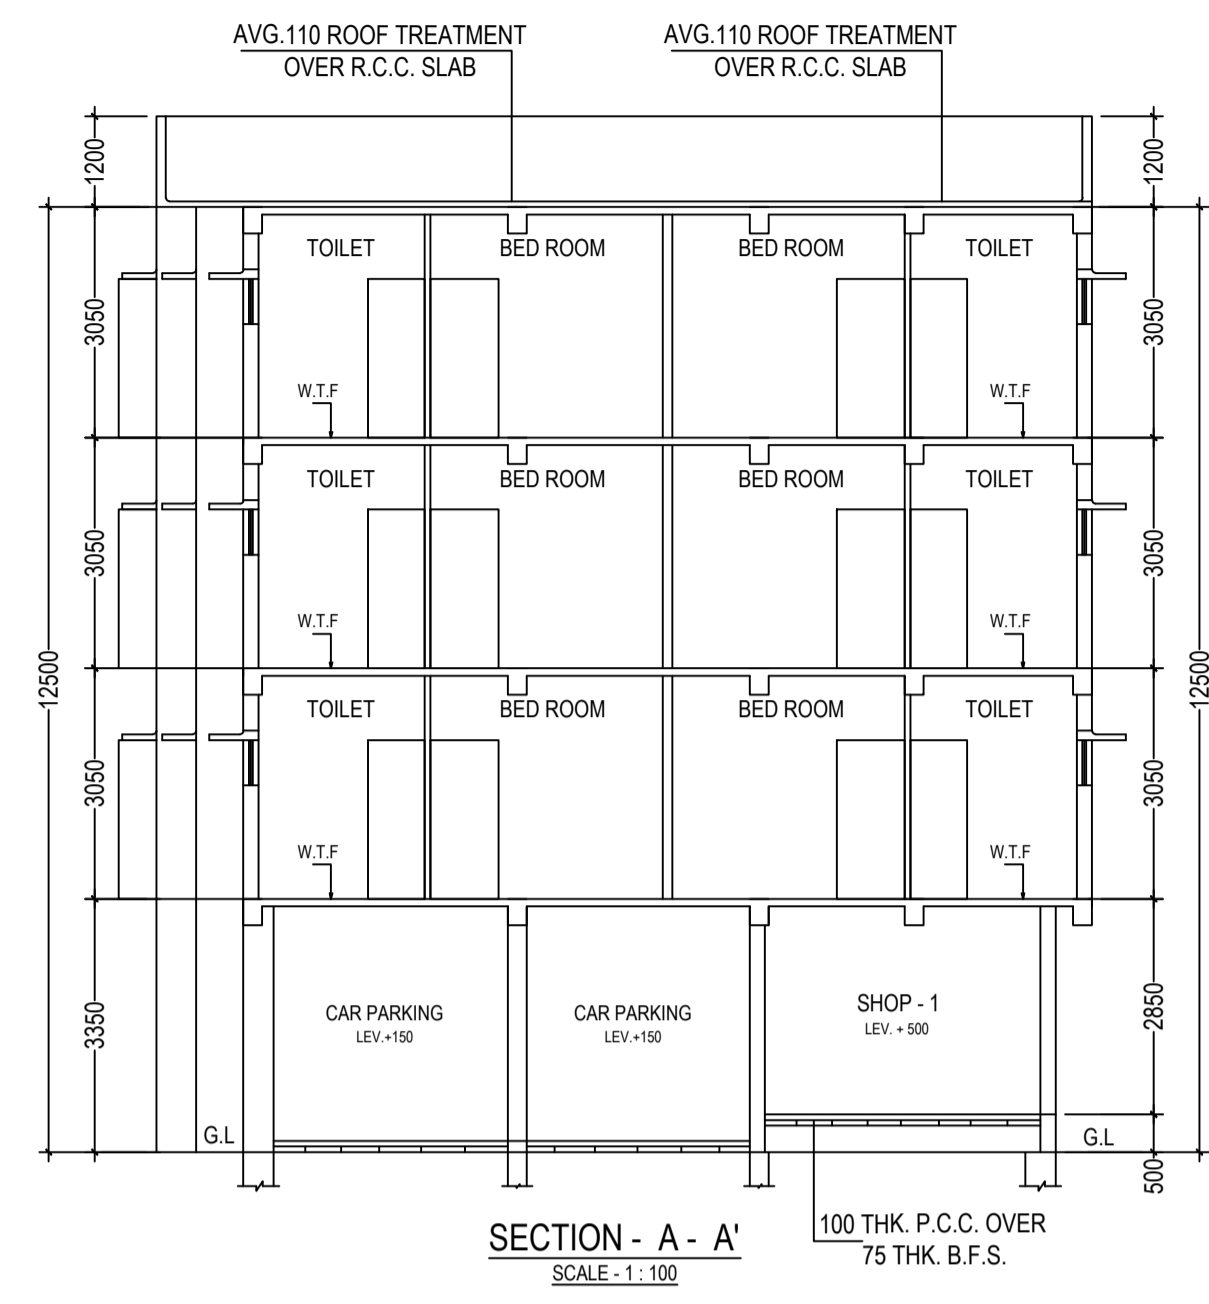 AVG.110 ROOF TREATMENT
OVER R.C.C. SLAB
AVG.110 ROOF TREATMENT
OVER R.C.C. SLAB
1200
1200
TOILET BED ROOM BED ROOM TOILET
3050
3050
W.T.F
W.T.F
TOILET BED ROOM BED ROOM TOILET
3050
3050
W.T.F
W.T.F
12500
12500
TOILET BED ROOM BED ROOM TOILET
3050
3050
W.T.F
W.T.F
3350
CAR PARKING
LEV.+150
CAR PARKING
LEV.+150
SHOP - 1
LEV. + 500
2850
G.L
G.L
500
100 THK. P.C.C. OVER
75 THK. B.F.S.
SECTION - A - A'
SCALE - 1 : 100